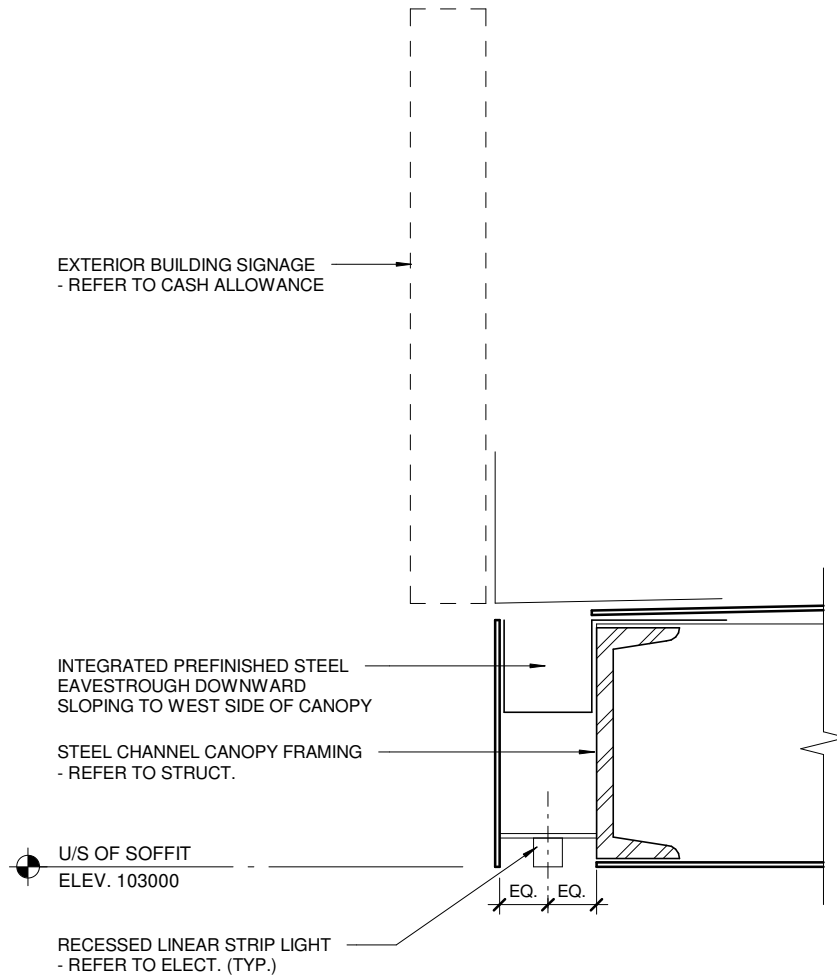 EXTERIOR BUILDING SIGNAGE
- REFER TO CASH ALLOWANCE
INTEGRATED PREFINISHED STEEL
EAVESTROUGH DOWNWARD
SLOPING TO WEST SIDE OF CANOPY
STEEL CHANNEL CANOPY FRAMING
- REFER TO STRUCT.
U/S OF SOFFIT
ELEV. 103000
EQ. EQ.
RECESSED LINEAR STRIP LIGHT
- REFER TO ELECT. (TYP.)